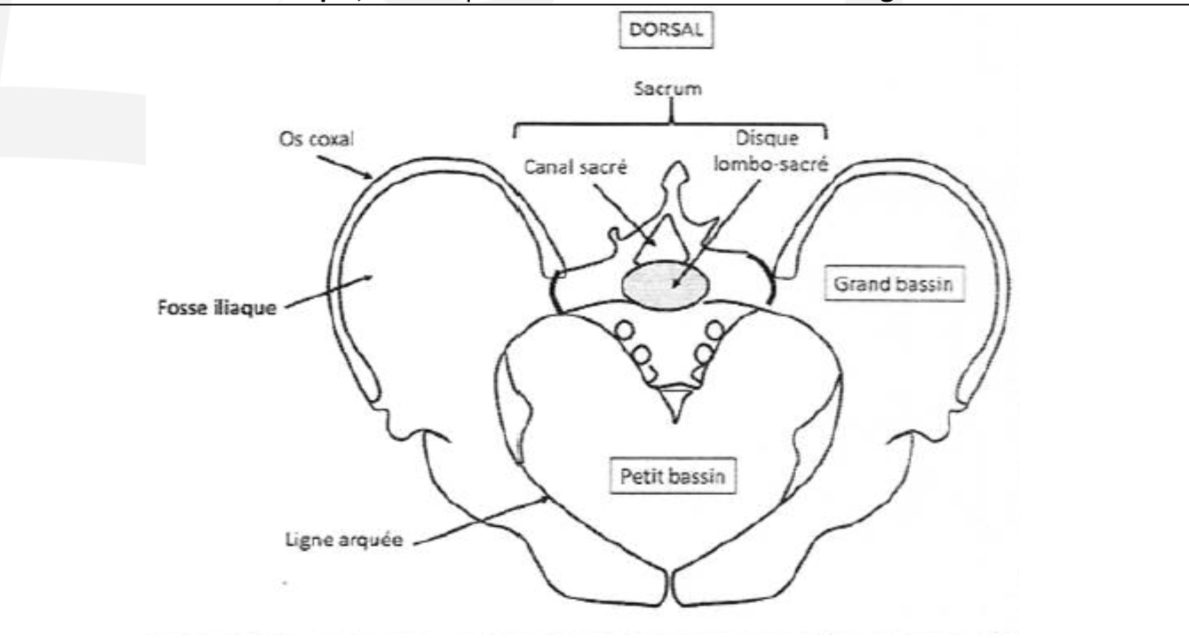 DORSAL
Sacrum
Os coxal
Disque
lombo-sacré
Canal sacré
Grand bassin
Fosse iliaque
Petit bassin
Ligne arquée